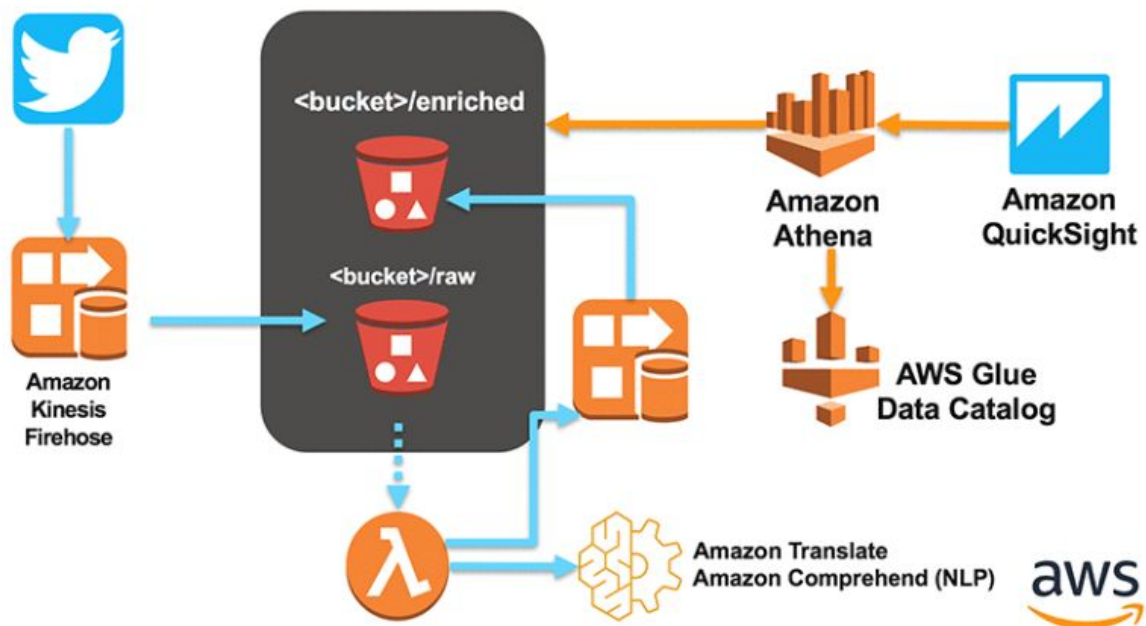 <bucket>/enriched
<bucket>/raw
Amazon
Kinesis
Firehose
Amazon
Athena
Amazon
QuickSight
AWS Glue
Data Catalog
λ
Amazon Translate
Amazon Comprehend (NLP)
aws